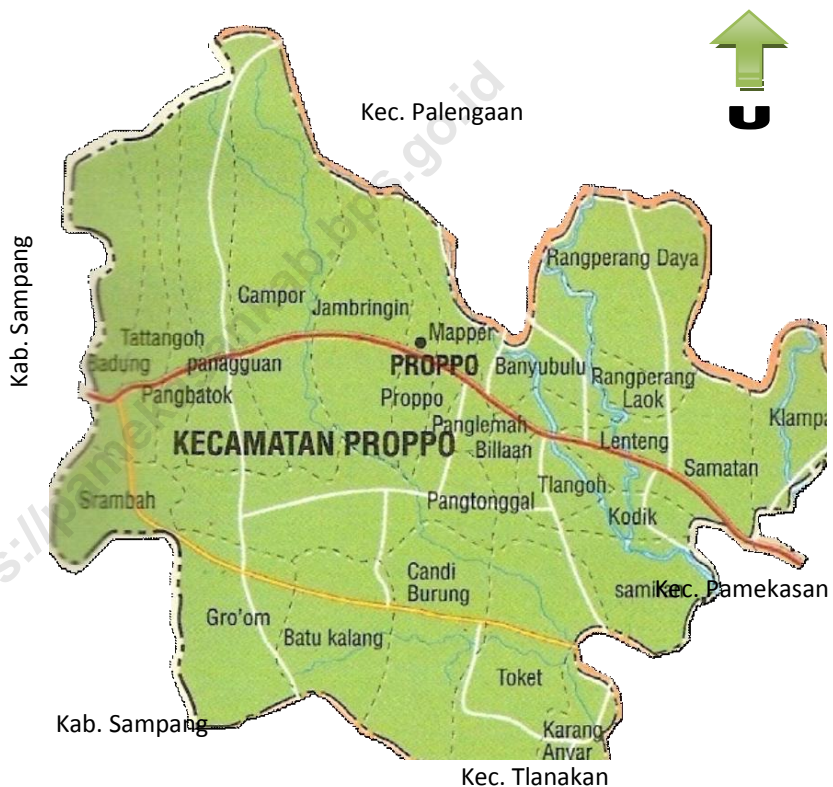 U
Kec. Palengaan
Kab. Sampang
Rangperang Daya
Campor
Jambringin
Mapper
Tattangoh
Badung
panagguan
PROPPO
Banyubulu
Rangperang
Laok
Pangbatok
Proppo
Klampa
Panglemah
Billaan
Lenteng
KECAMATAN PROPPO
Samatan
Srambah
Pangtonggal
Tlangoh
Kodik
Candi
Burung
Kec. Pamekasan
Gro'om
Batu kalang
Toket
Kab. Sampang
Karang
Anyar
Kec. Tlanakan